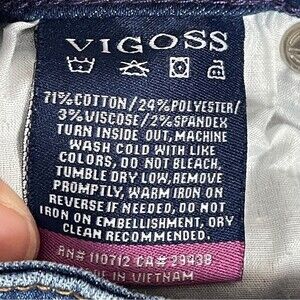 VIGOSS
71% COTTON/24% POLYESTER/
3% VISCOSE/2% SPANDEX
TURN INSIDE OUT, MACHINE
WASH COLD WITH LIKE
COLORS, DO NOT BLEACH,
TUMBLE DRY LOW, REMOVE
PROMPTLY, WARM IRON ON
REVERSE IF NEEDED, DO NOT
IRON ON EMBELLISHMENT, DRY
CLEAN RECOMMENDED.
RN# 110712 CA# 29438
MADE IN VIETNAM